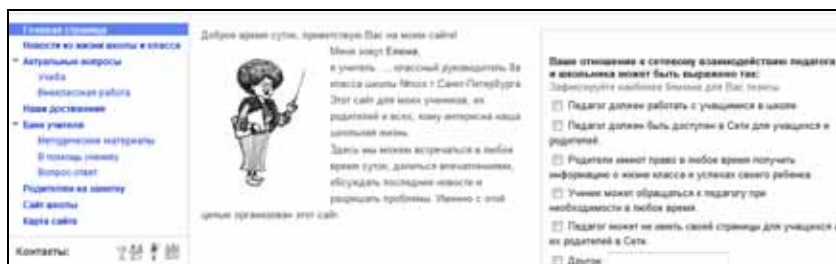 Главная страница
Новости из жизни школы и класса
Актуальные вопросы
Учеба
Внеклассная работа
Наши достижения
Банк учителя
Методические материалы
В помощь ученику
Вопрос-ответ
Родителям на заметку
Сайт школы
Карта сайта
Контакты:
Доброе время суток, приветствую Вас на моем сайте!
Меня зовут Елена,
я учитель ... классный руководитель 8а
класса школы №xxx г. Санкт-Петербурга.
Этот сайт для моих учеников, их
родителей и всех, кому интересна наша
школьная жизнь.
Здесь мы можем встречаться в любое
время суток, делиться впечатлениями,
обсуждать последние новости и
разрешать проблемы. Именно с этой
целью организован этот сайт.
Ваше отношение к сетевому взаимодействию педагога
и школьника может быть выражено так:
Зафиксируйте наиболее близкие для Вас тезисы
Педагог должен работать с учащимися в школе.
Педагог должен быть доступен в Сети для учащихся и
родителей.
Родители имеют право в любое время получить
информацию о жизни класса и успехах своего ребенка.
Ученик может обращаться к педагогу при
необходимости в любое время.
Педагог может не иметь своей страницы для учащихся и
их родителей в Сети.
Другое: